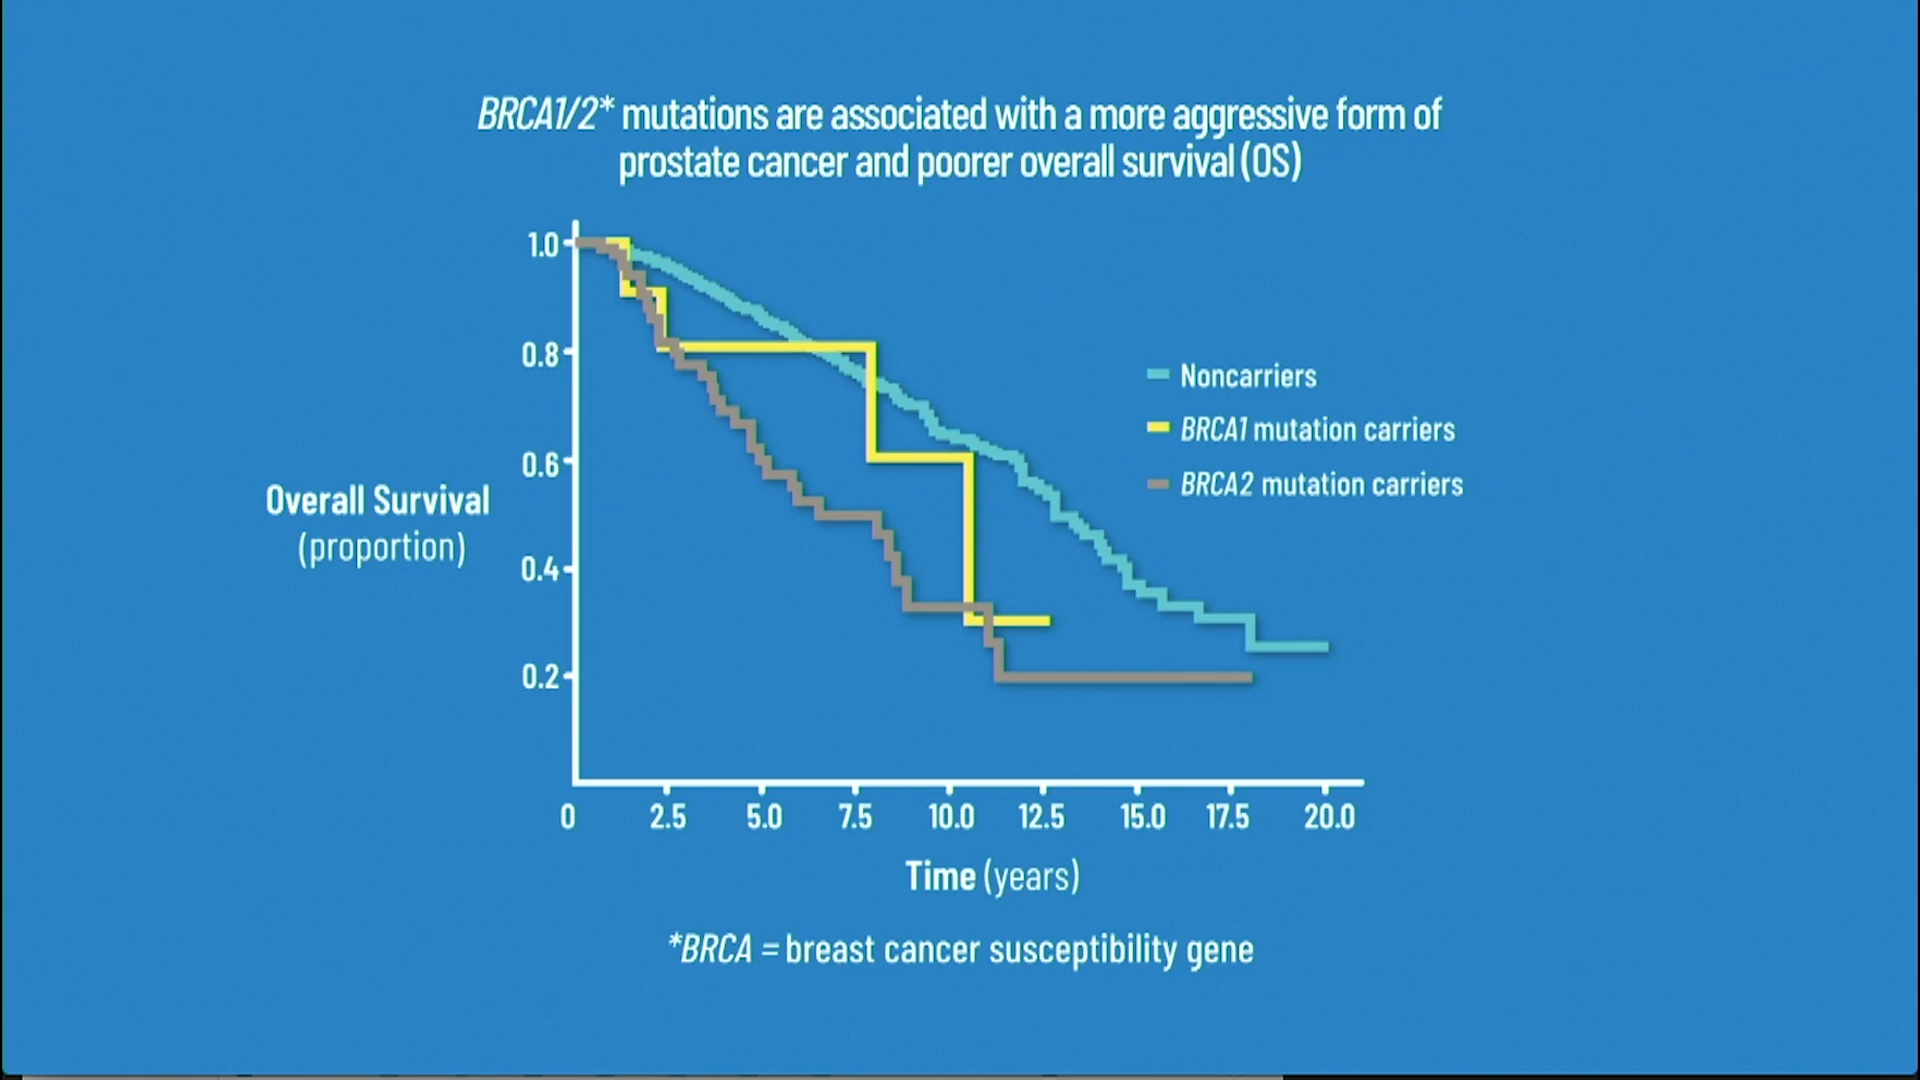 BRCA1/2* mutations are associated with a more aggressive form of
prostate cancer and poorer overall survival (OS)
1.0
0.8
0.6
0.4
0.2
Overall Survival
(proportion)
Noncarriers
BRCA1 mutation carriers
BRCA2 mutation carriers
0 2.5 5.0 7.5 10.0 12.5 15.0 17.5 20.0
Time (years)
*BRCA = breast cancer susceptibility gene